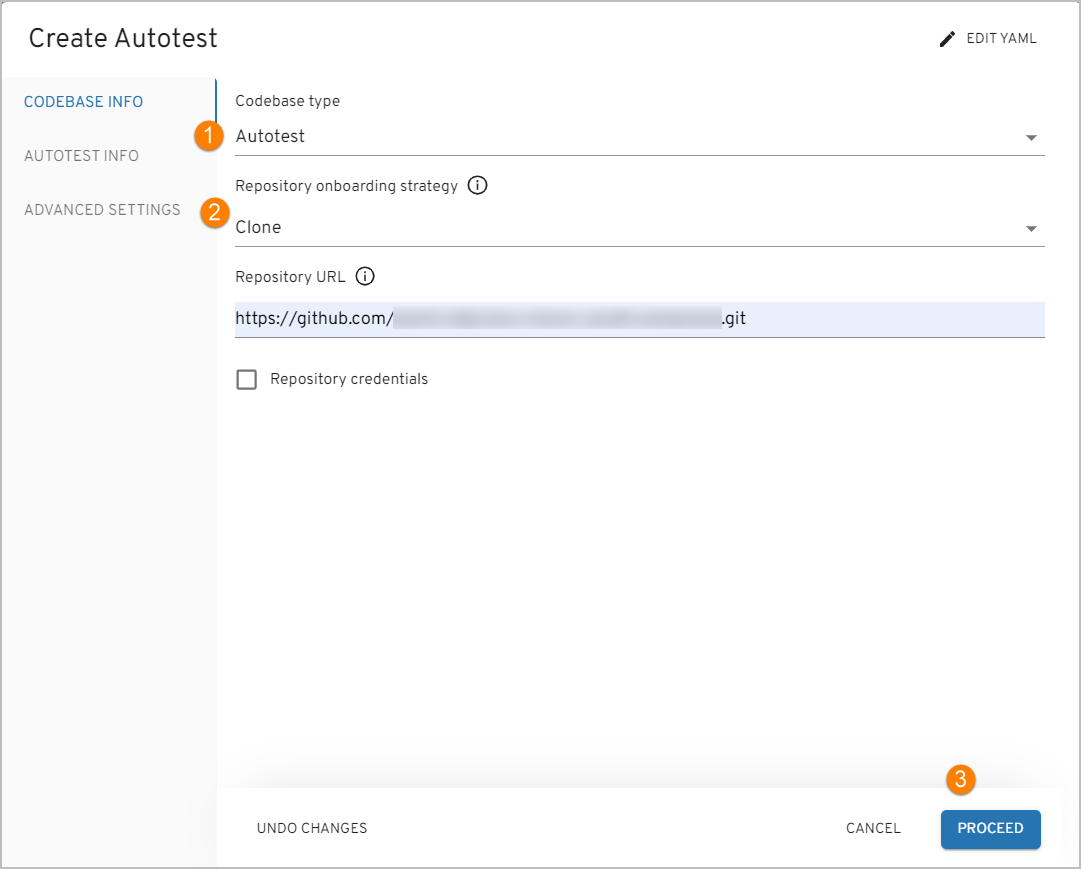 Create Autotest
EDIT YAML
CODEBASE INFO
AUTOTEST INFO
ADVANCED SETTINGS
Codebase type
1
Autotest
Repository onboarding strategy
2
Clone
Repository URL
https://github.com/ .git
Repository credentials
3
UNDO CHANGES
CANCEL
PROCEED